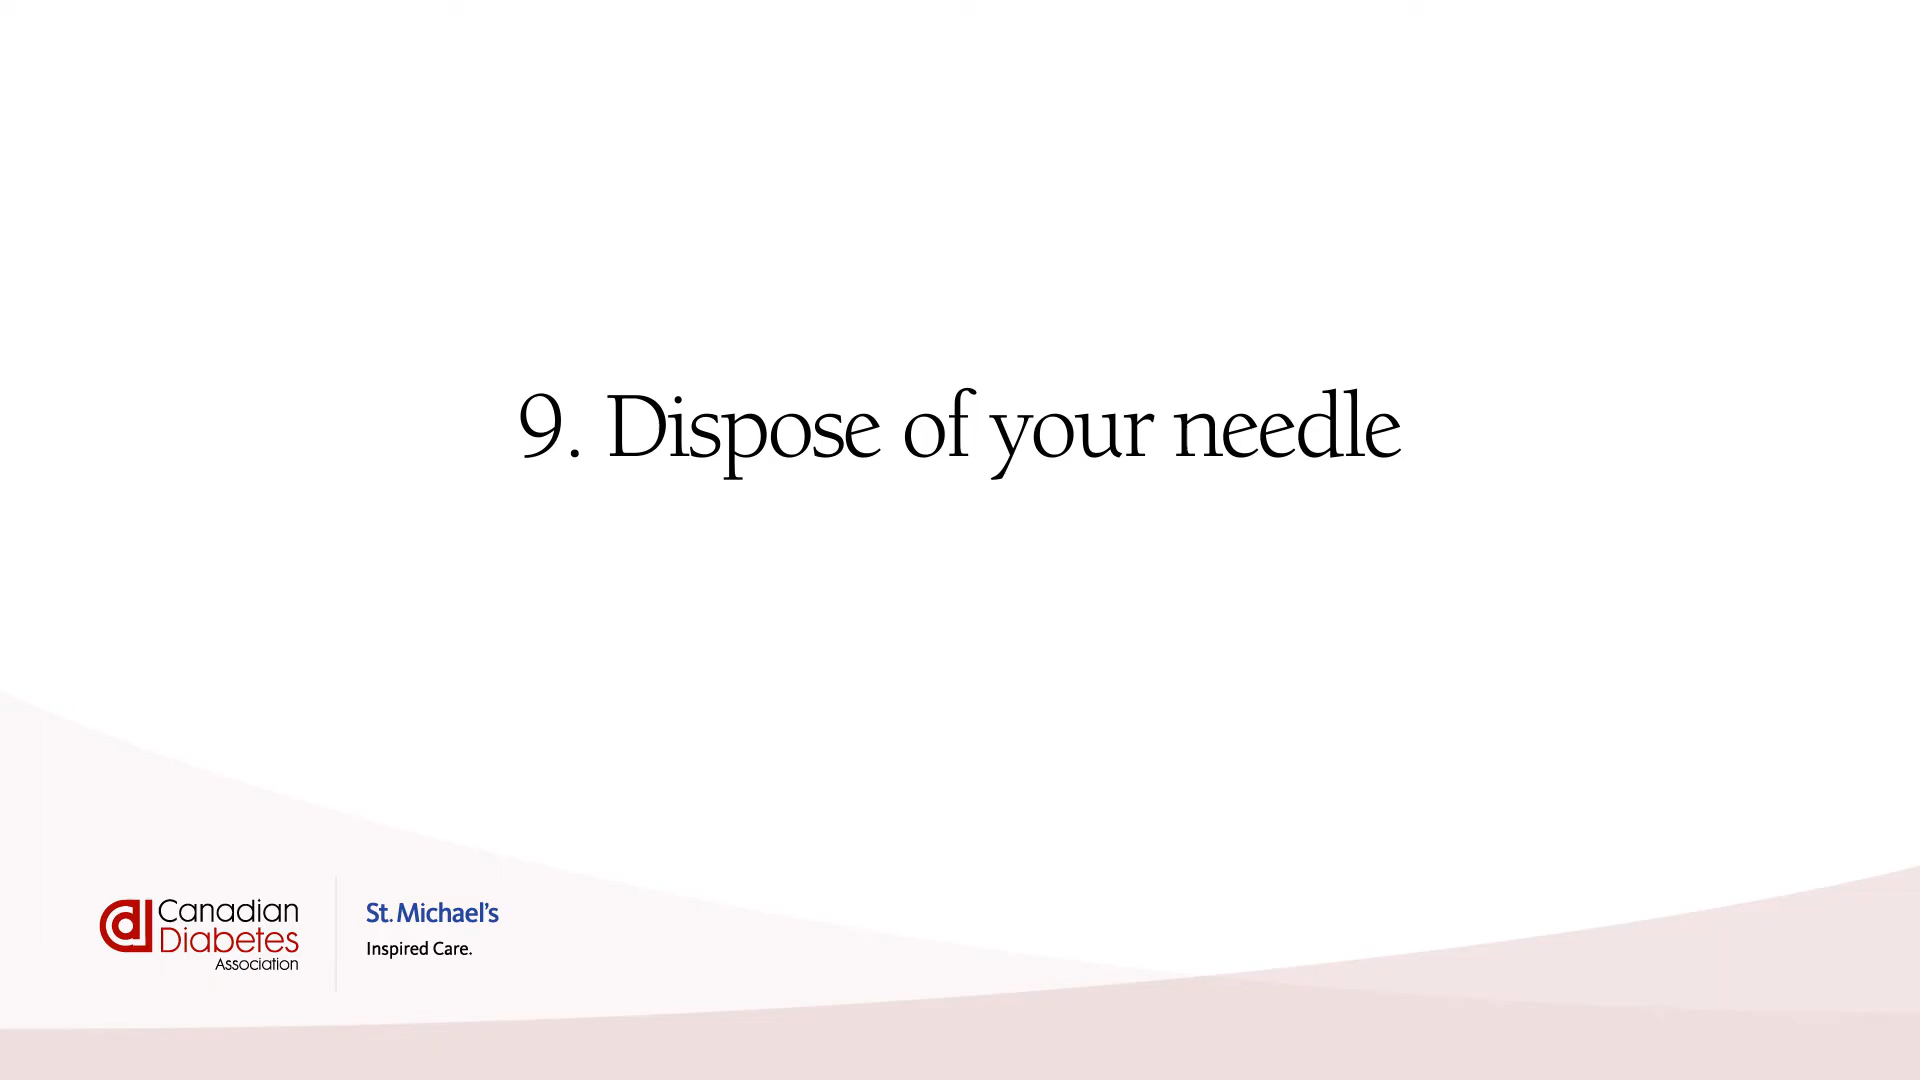 9. Dispose of your needle
Canadian
Diabetes
Association
St. Michael's
Inspired Care.